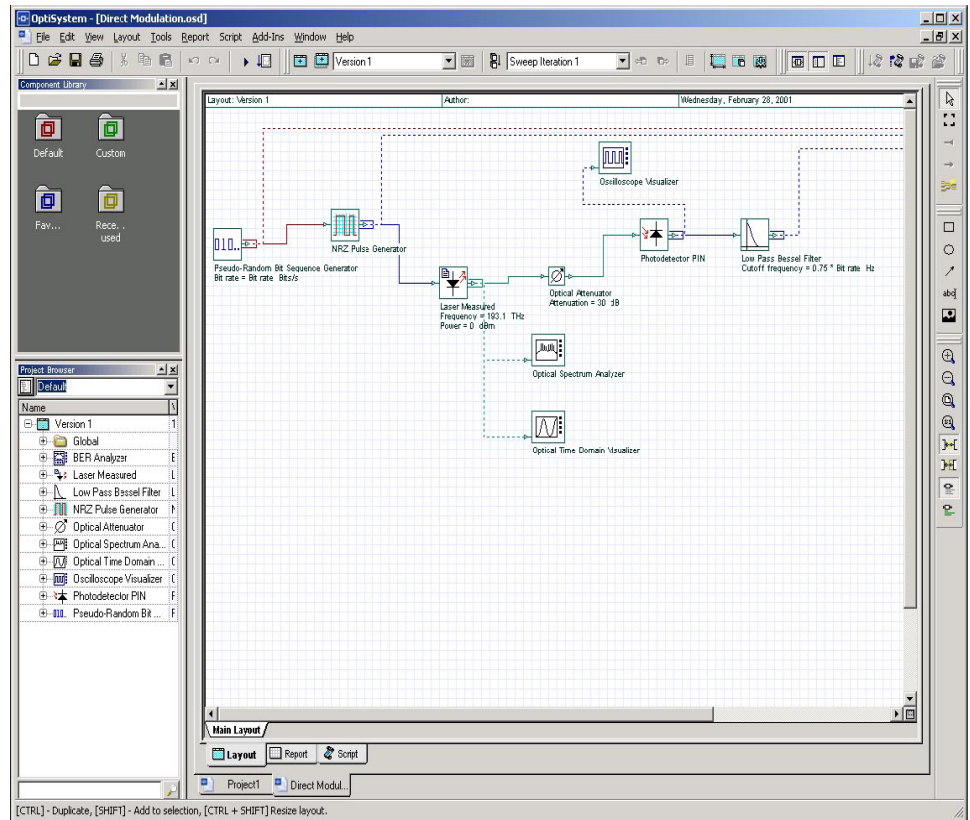 OptiSystem - [Direct Modulation.osd]
File Edit View Layout Tools Report Script Add-Ins Window Help
Version 1
Sweep Iteration 1
Component Library
Default
Custom
Fav...
Rece...
used
Layout: Version 1
Author:
Wednesday, February 28, 2001
Oscilloscope Visualizer
NRZ Pulse Generator
Pseudo-Random Bit Sequence Generator
Bit rate = Bit rate Bits/s
Photodetector PIN
Low Pass Bessel Filter
Cutoff frequency = 0.75 * Bit rate Hz
Laser Measured
Frequency = 193.1 THz
Power = 0 dBm
Optical Attenuator
Attenuation = 30 dB
Optical Spectrum Analyzer
Optical Time Domain Visualizer
abc
Project Browser
Default
Name
Version 1
Global
BER Analyzer
Laser Measured
Low Pass Bessel Filter
NRZ Pulse Generator
Optical Attenuator
Optical Spectrum Ana...
Optical Time Domain ...
Oscilloscope Visualizer
Photodetector PIN
Pseudo-Random Bit ...
Main Layout
Layout Report Script
Project1 Direct Modul...
[CTRL] - Duplicate, [SHIFT] - Add to selection, [CTRL + SHIFT] Resize layout.